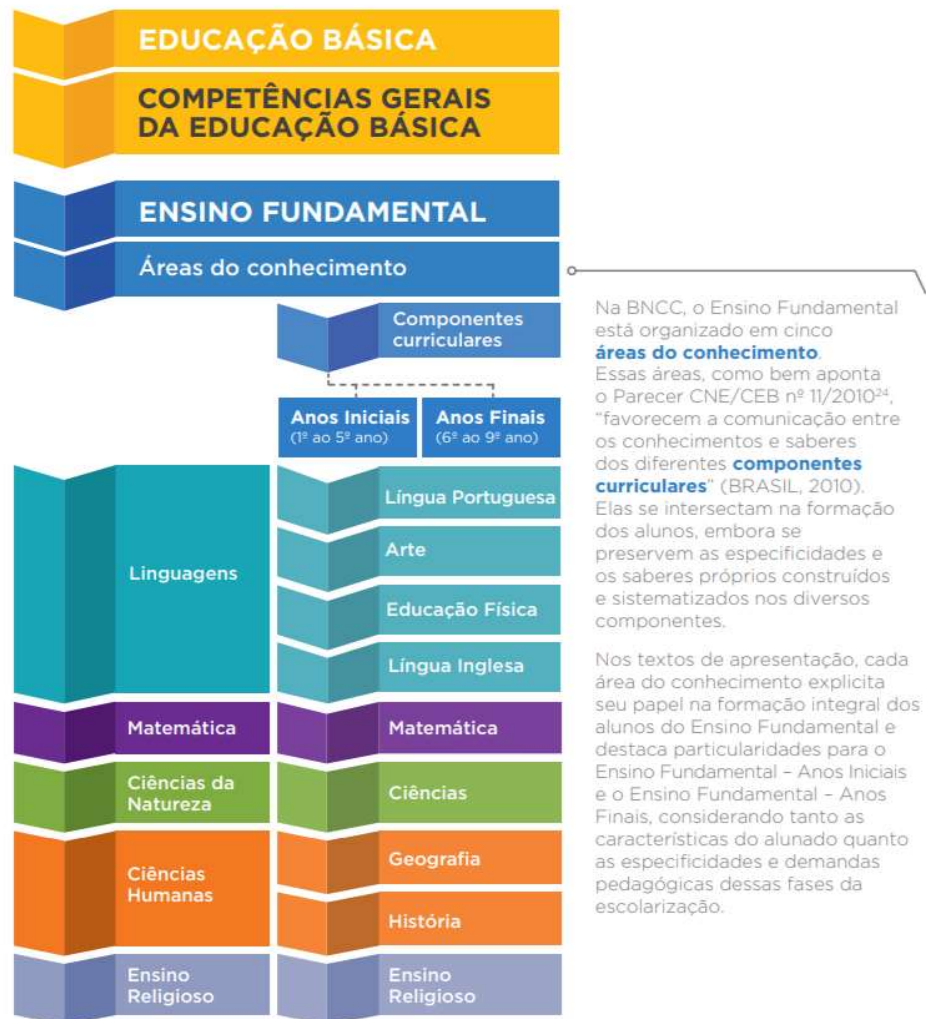 EDUCAÇÃO BÁSICA
COMPETÊNCIAS GERAIS
DA EDUCAÇÃO BÁSICA
ENSINO FUNDAMENTAL
Áreas do conhecimento
Componentes
curriculares
Anos Iniciais
(1º ao 5º ano)
Anos Finais
(6º ao 9º ano)
Linguagens
Língua Portuguesa
Arte
Educação Física
Língua Inglesa
Matemática
Matemática
Ciências da
Natureza
Ciências
Ciências
Humanas
Geografia
História
Ensino
Religioso
Ensino
Religioso
Na BNCC, o Ensino Fundamental
está organizado em cinco
áreas do conhecimento.
Essas áreas, como bem aponta
o Parecer CNE/CEB nº 11/2010²⁴,
“favorecem a comunicação entre
os conhecimentos e saberes
dos diferentes componentes
curriculares” (BRASIL, 2010).
Elas se intersectam na formação
dos alunos, embora se
preservem as especificidades e
os saberes próprios construídos
e sistematizados nos diversos
componentes.
Nos textos de apresentação, cada
área do conhecimento explicita
seu papel na formação integral dos
alunos do Ensino Fundamental e
destaca particularidades para o
Ensino Fundamental – Anos Iniciais
e o Ensino Fundamental – Anos
Finais, considerando tanto as
características do alunado quanto
as especificidades e demandas
pedagógicas dessas fases da
escolarização.